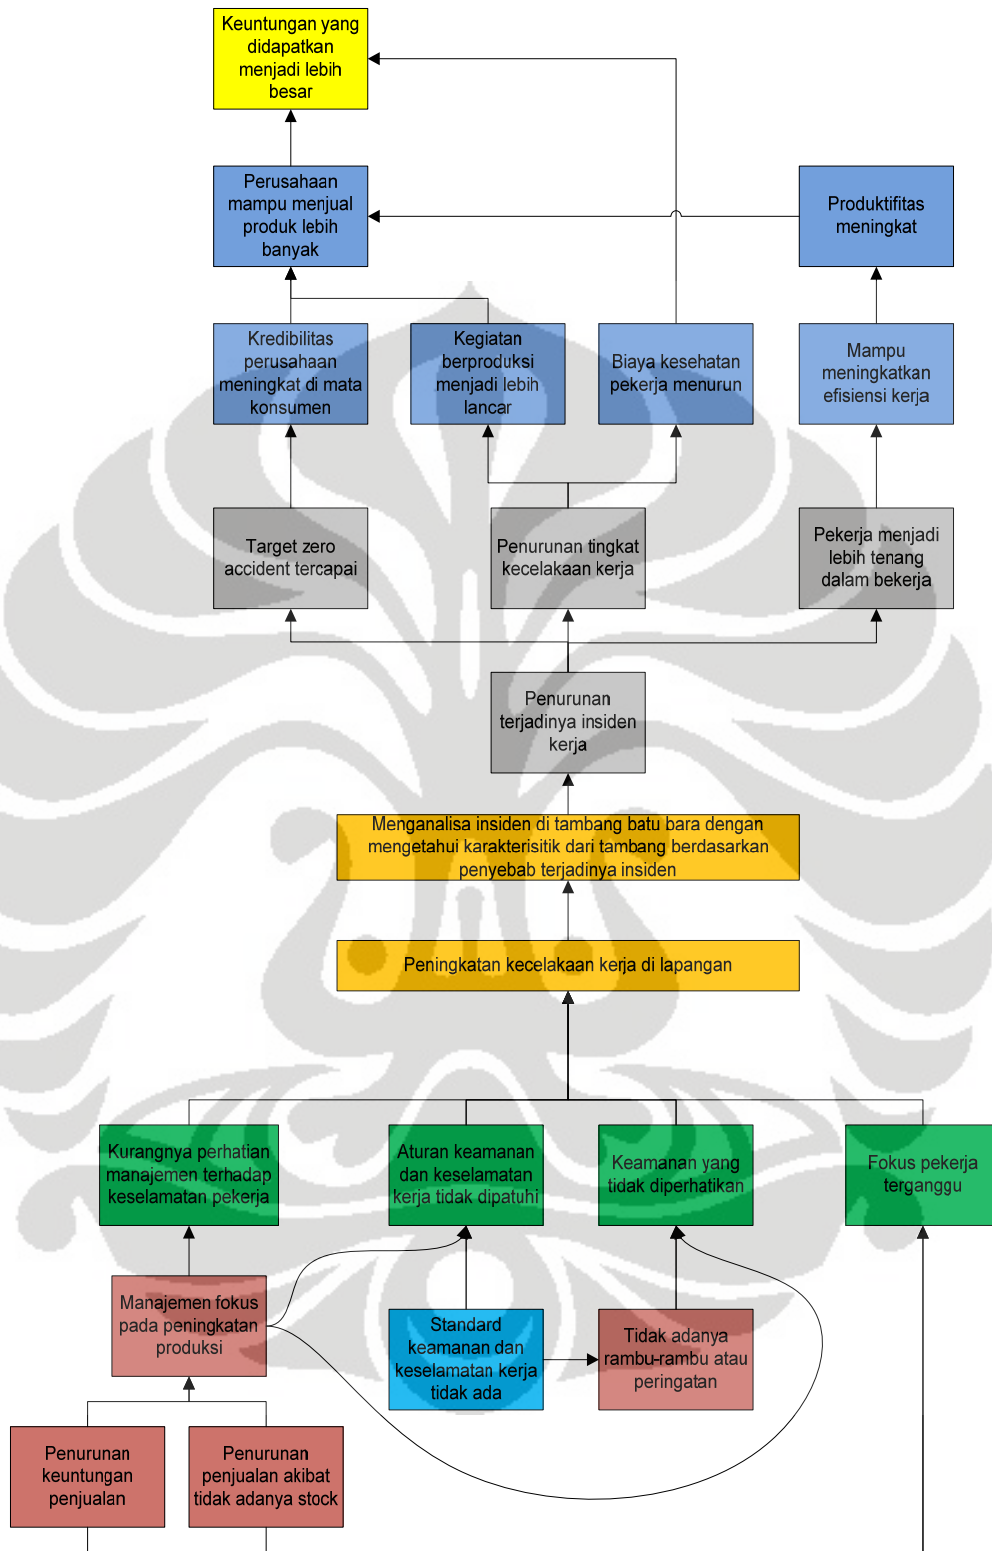 Keuntungan yang
didapatkan
menjadi lebih
besar
Perusahaan
mampu menjual
produk lebih
banyak
Produktifitas
meningkat
Kredibilitas
perusahaan
meningkat di mata
konsumen
Kegiatan
berproduksi
menjadi lebih
lancar
Biaya kesehatan
pekerja menurun
Mampu
meningkatkan
efisiensi kerja
Target zero
accident tercapai
Penurunan tingkat
kecelakaan kerja
Pekerja menjadi
lebih tenang
dalam bekerja
Penurunan
terjadinya insiden
kerja
Menganalisa insiden di tambang batu bara dengan
mengetahui karakterisitik dari tambang berdasarkan
penyebab terjadinya insiden
Peningkatan kecelakaan kerja di lapangan
Kurangnya perhatian
manajemen terhadap
keselamatan pekerja
Aturan keamanan
dan keselamatan
kerja tidak dipatuhi
Keamanan yang
tidak diperhatikan
Fokus pekerja
terganggu
Manajemen fokus
pada peningkatan
produksi
Standard
keamanan dan
keselamatan kerja
tidak ada
Tidak adanya
rambu-rambu atau
peringatan
Penurunan
keuntungan
penjualan
Penurunan
penjualan akibat
tidak adanya stock